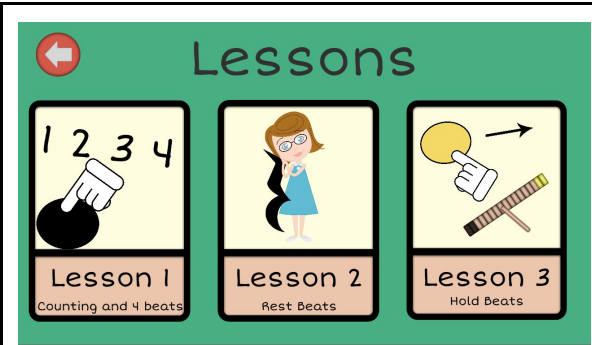 Lessons
1 2 3 4
Lesson 1
Counting and 4 beats
Lesson 2
Rest Beats
Lesson 3
Hold Beats